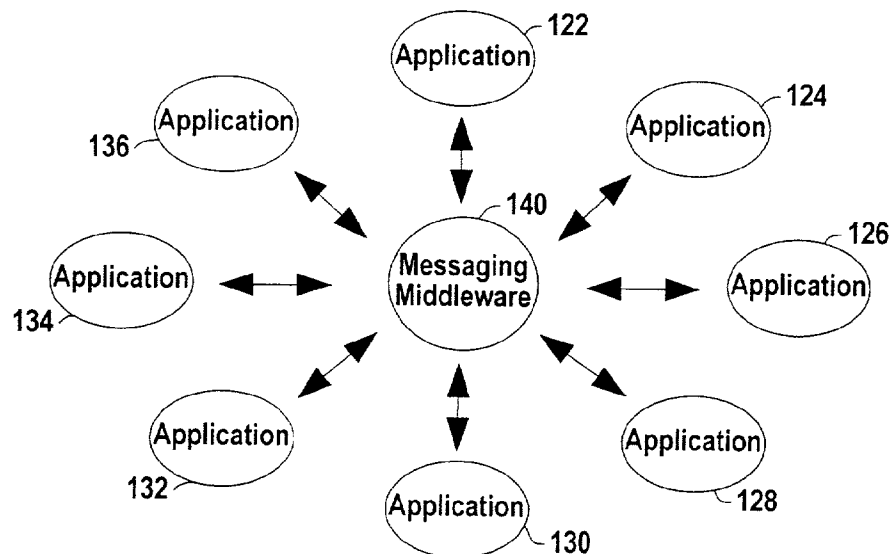 122
Application
124
Application
136
Application
140
Messaging
Middleware
126
Application
134
Application
132
Application
128
Application
130
Application